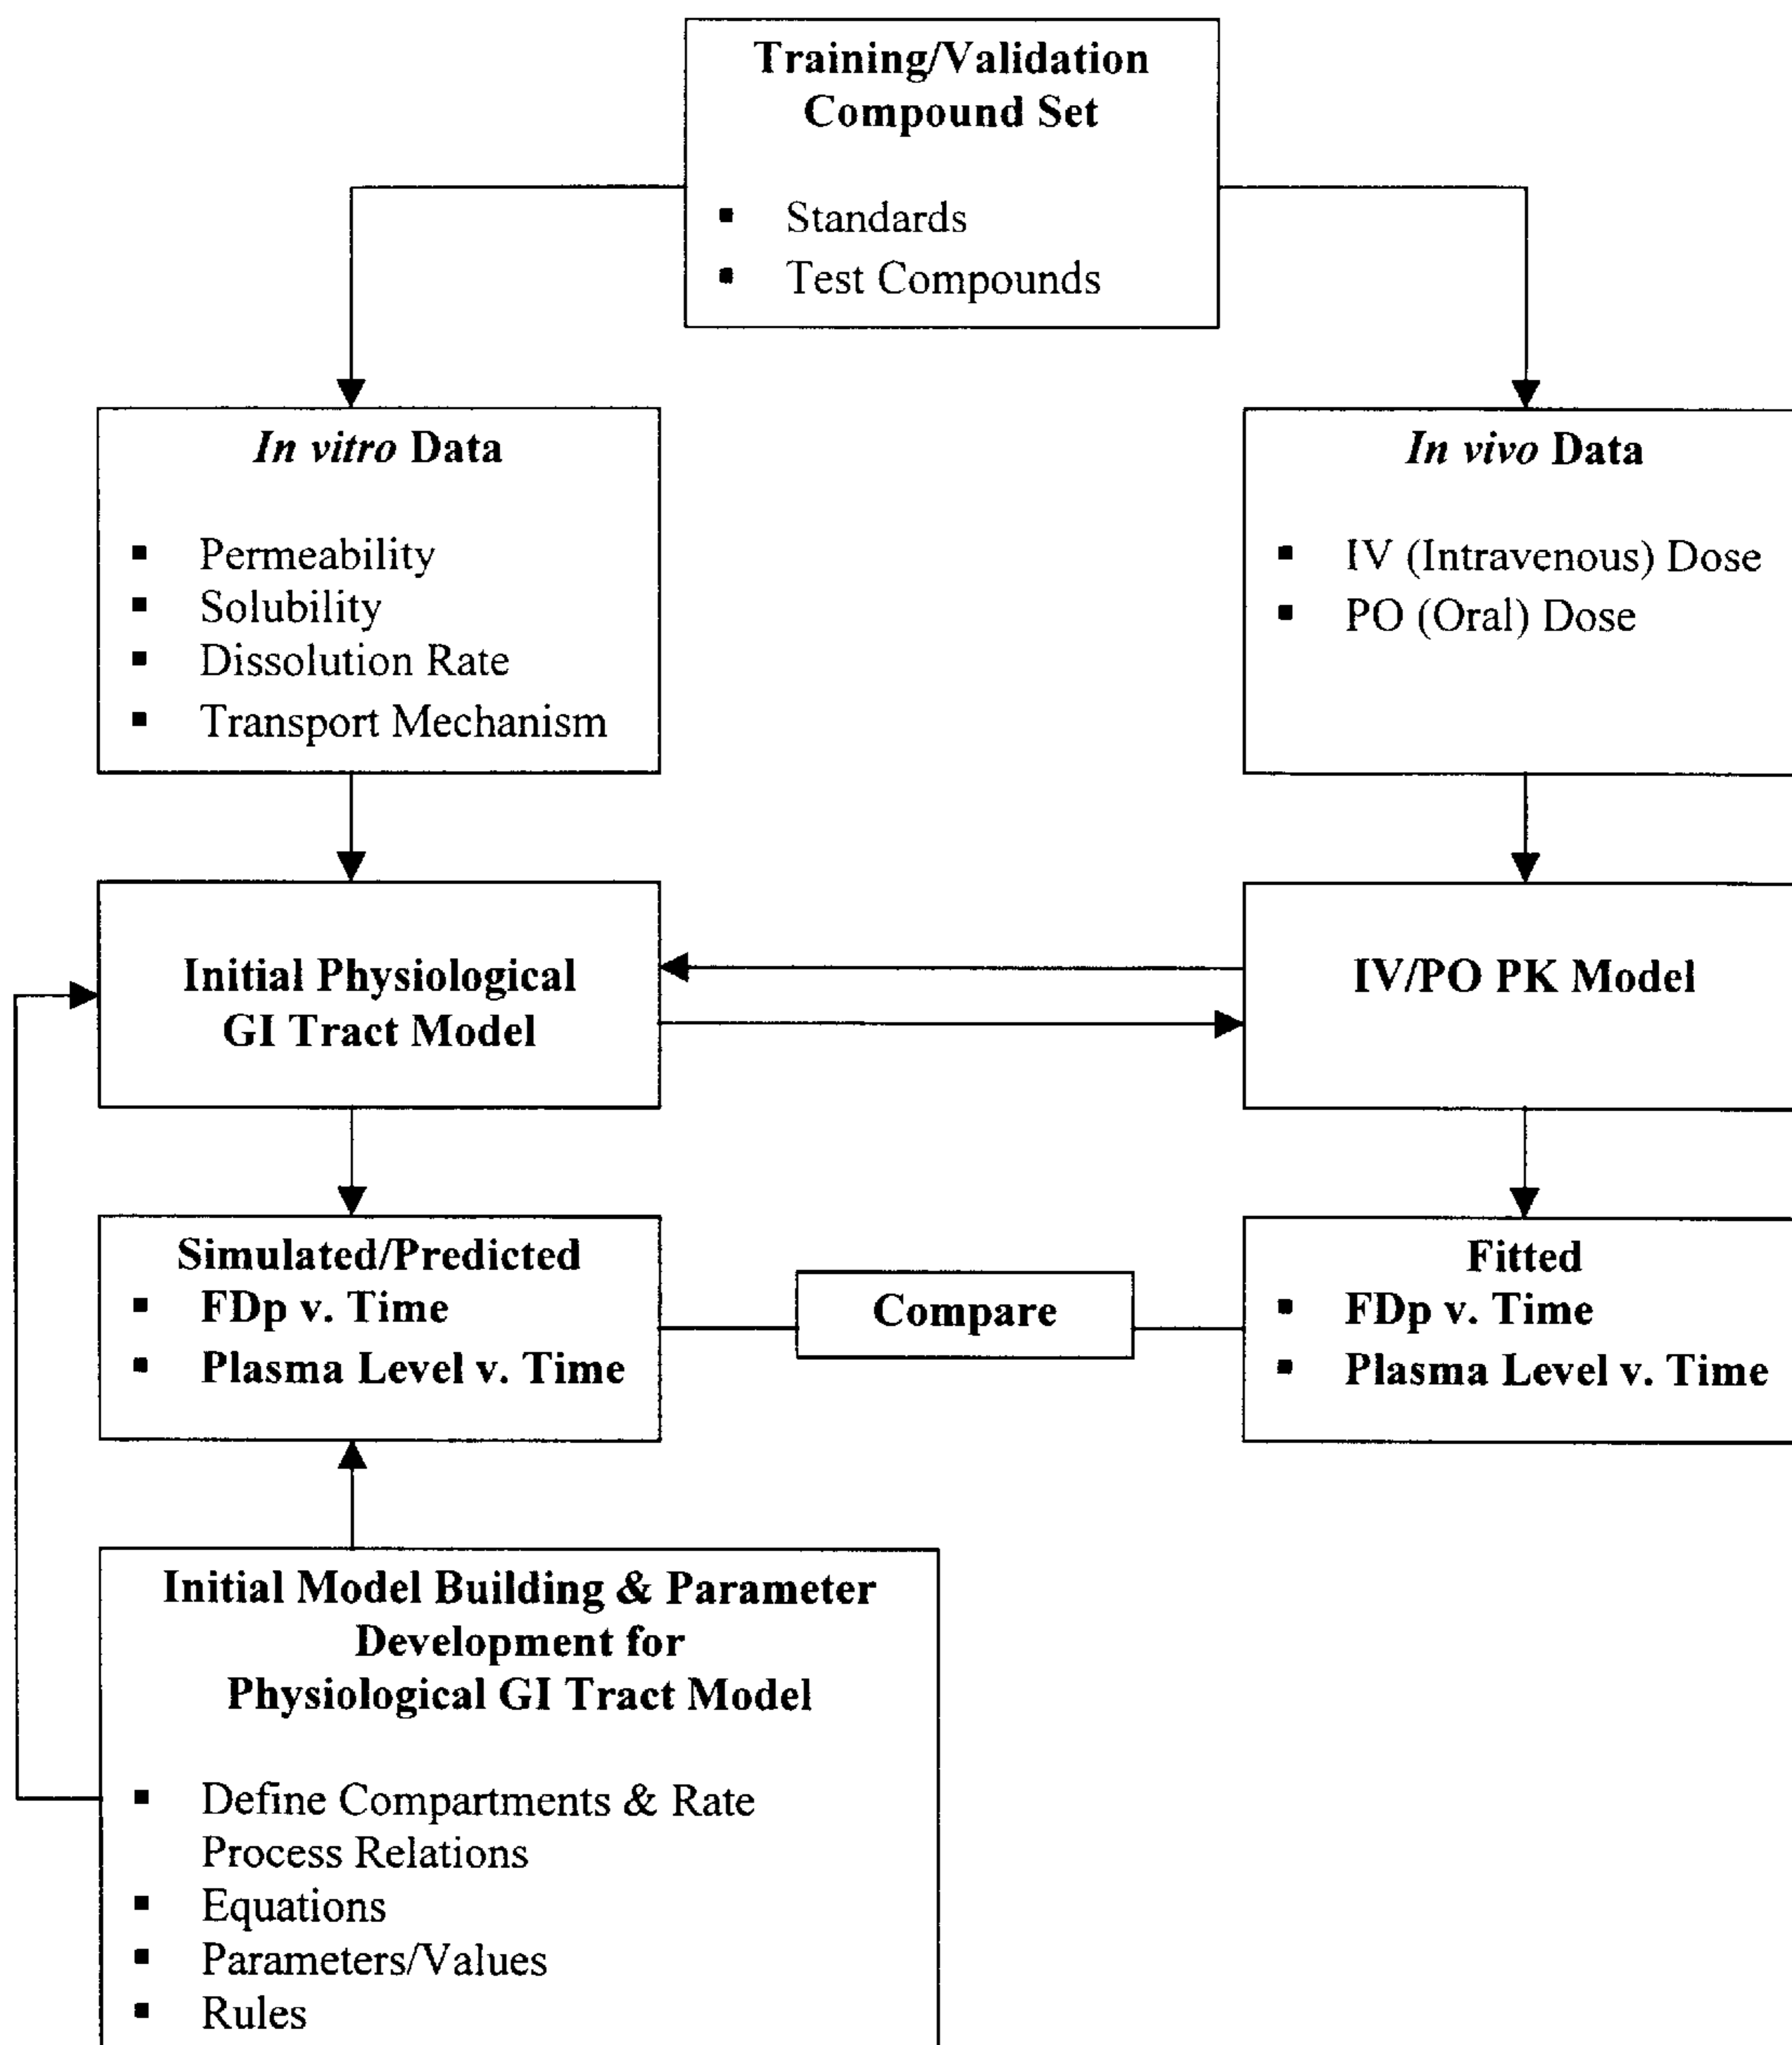 Training/Validation
Compound Set
▪ Standards
▪ Test Compounds
In vitro Data
▪ Permeability
▪ Solubility
▪ Dissolution Rate
▪ Transport Mechanism
In vivo Data
▪ IV (Intravenous) Dose
▪ PO (Oral) Dose
Initial Physiological
GI Tract Model
IV/PO PK Model
Simulated/Predicted
▪ FDp v. Time
▪ Plasma Level v. Time
Compare
Fitted
▪ FDp v. Time
▪ Plasma Level v. Time
Initial Model Building & Parameter
Development for
Physiological GI Tract Model
▪ Define Compartments & Rate
Process Relations
▪ Equations
▪ Parameters/Values
▪ Rules